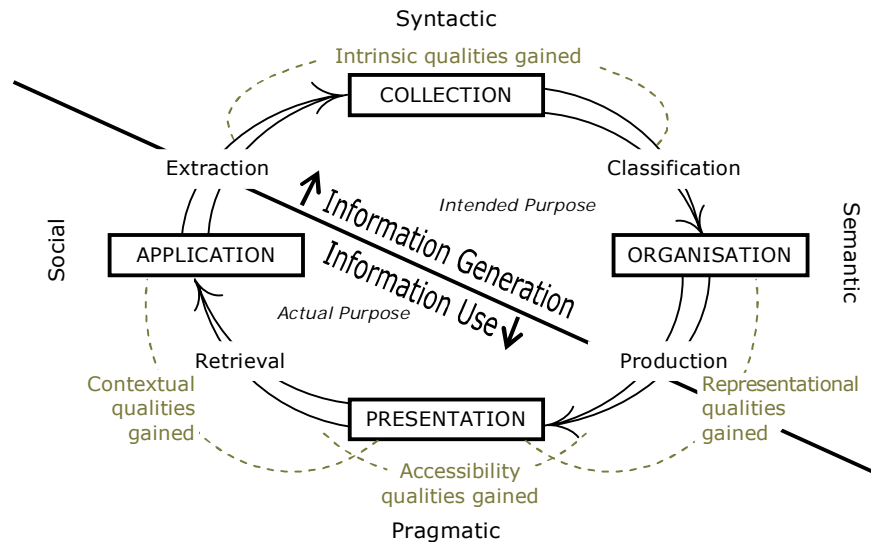 Syntactic
Intrinsic qualities gained
COLLECTION
Extraction
Classification
Intended Purpose
Information Generation
Social
APPLICATION
ORGANISATION
Semantic
Information Use
Actual Purpose
Retrieval
Production
Contextual
qualities
gained
Representational
qualities
gained
PRESENTATION
Accessibility
qualities gained
Pragmatic